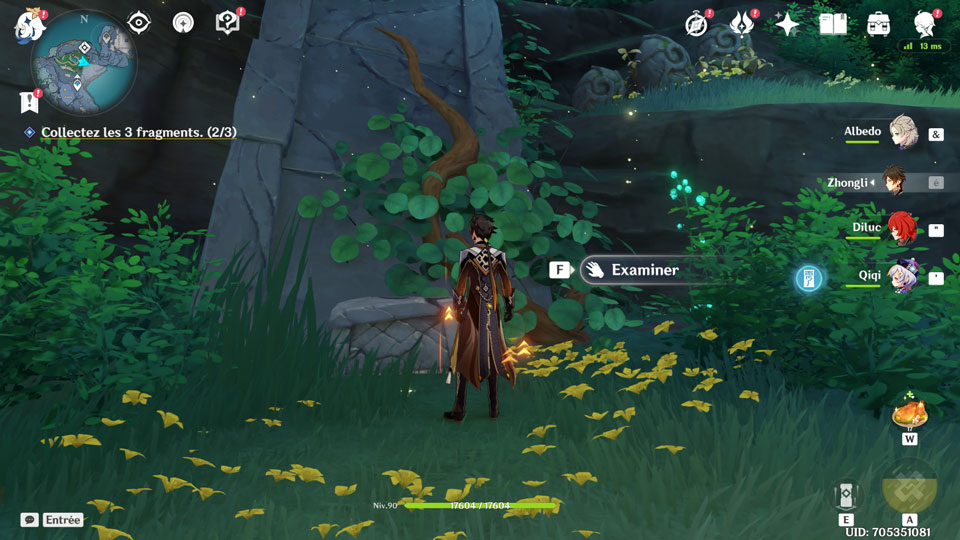 N
13 ms
Collectez les 3 fragments. (2/3)
Albedo
&
Zhongli
é
Diluc
"
Qiqi
'
F
Examiner
W
Niv.90
17604 / 17604
Entrée
E
A
UID: 705351081